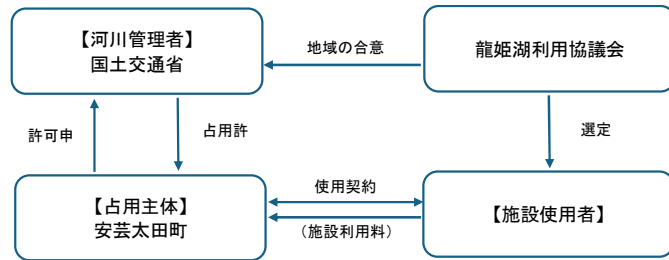 【河川管理者】
国土交通省
地域の合意
龍姫湖利用協議会
許可申
占用許
選定
【占用主体】
安芸太田町
使用契約
（施設利用料）
【施設使用者】